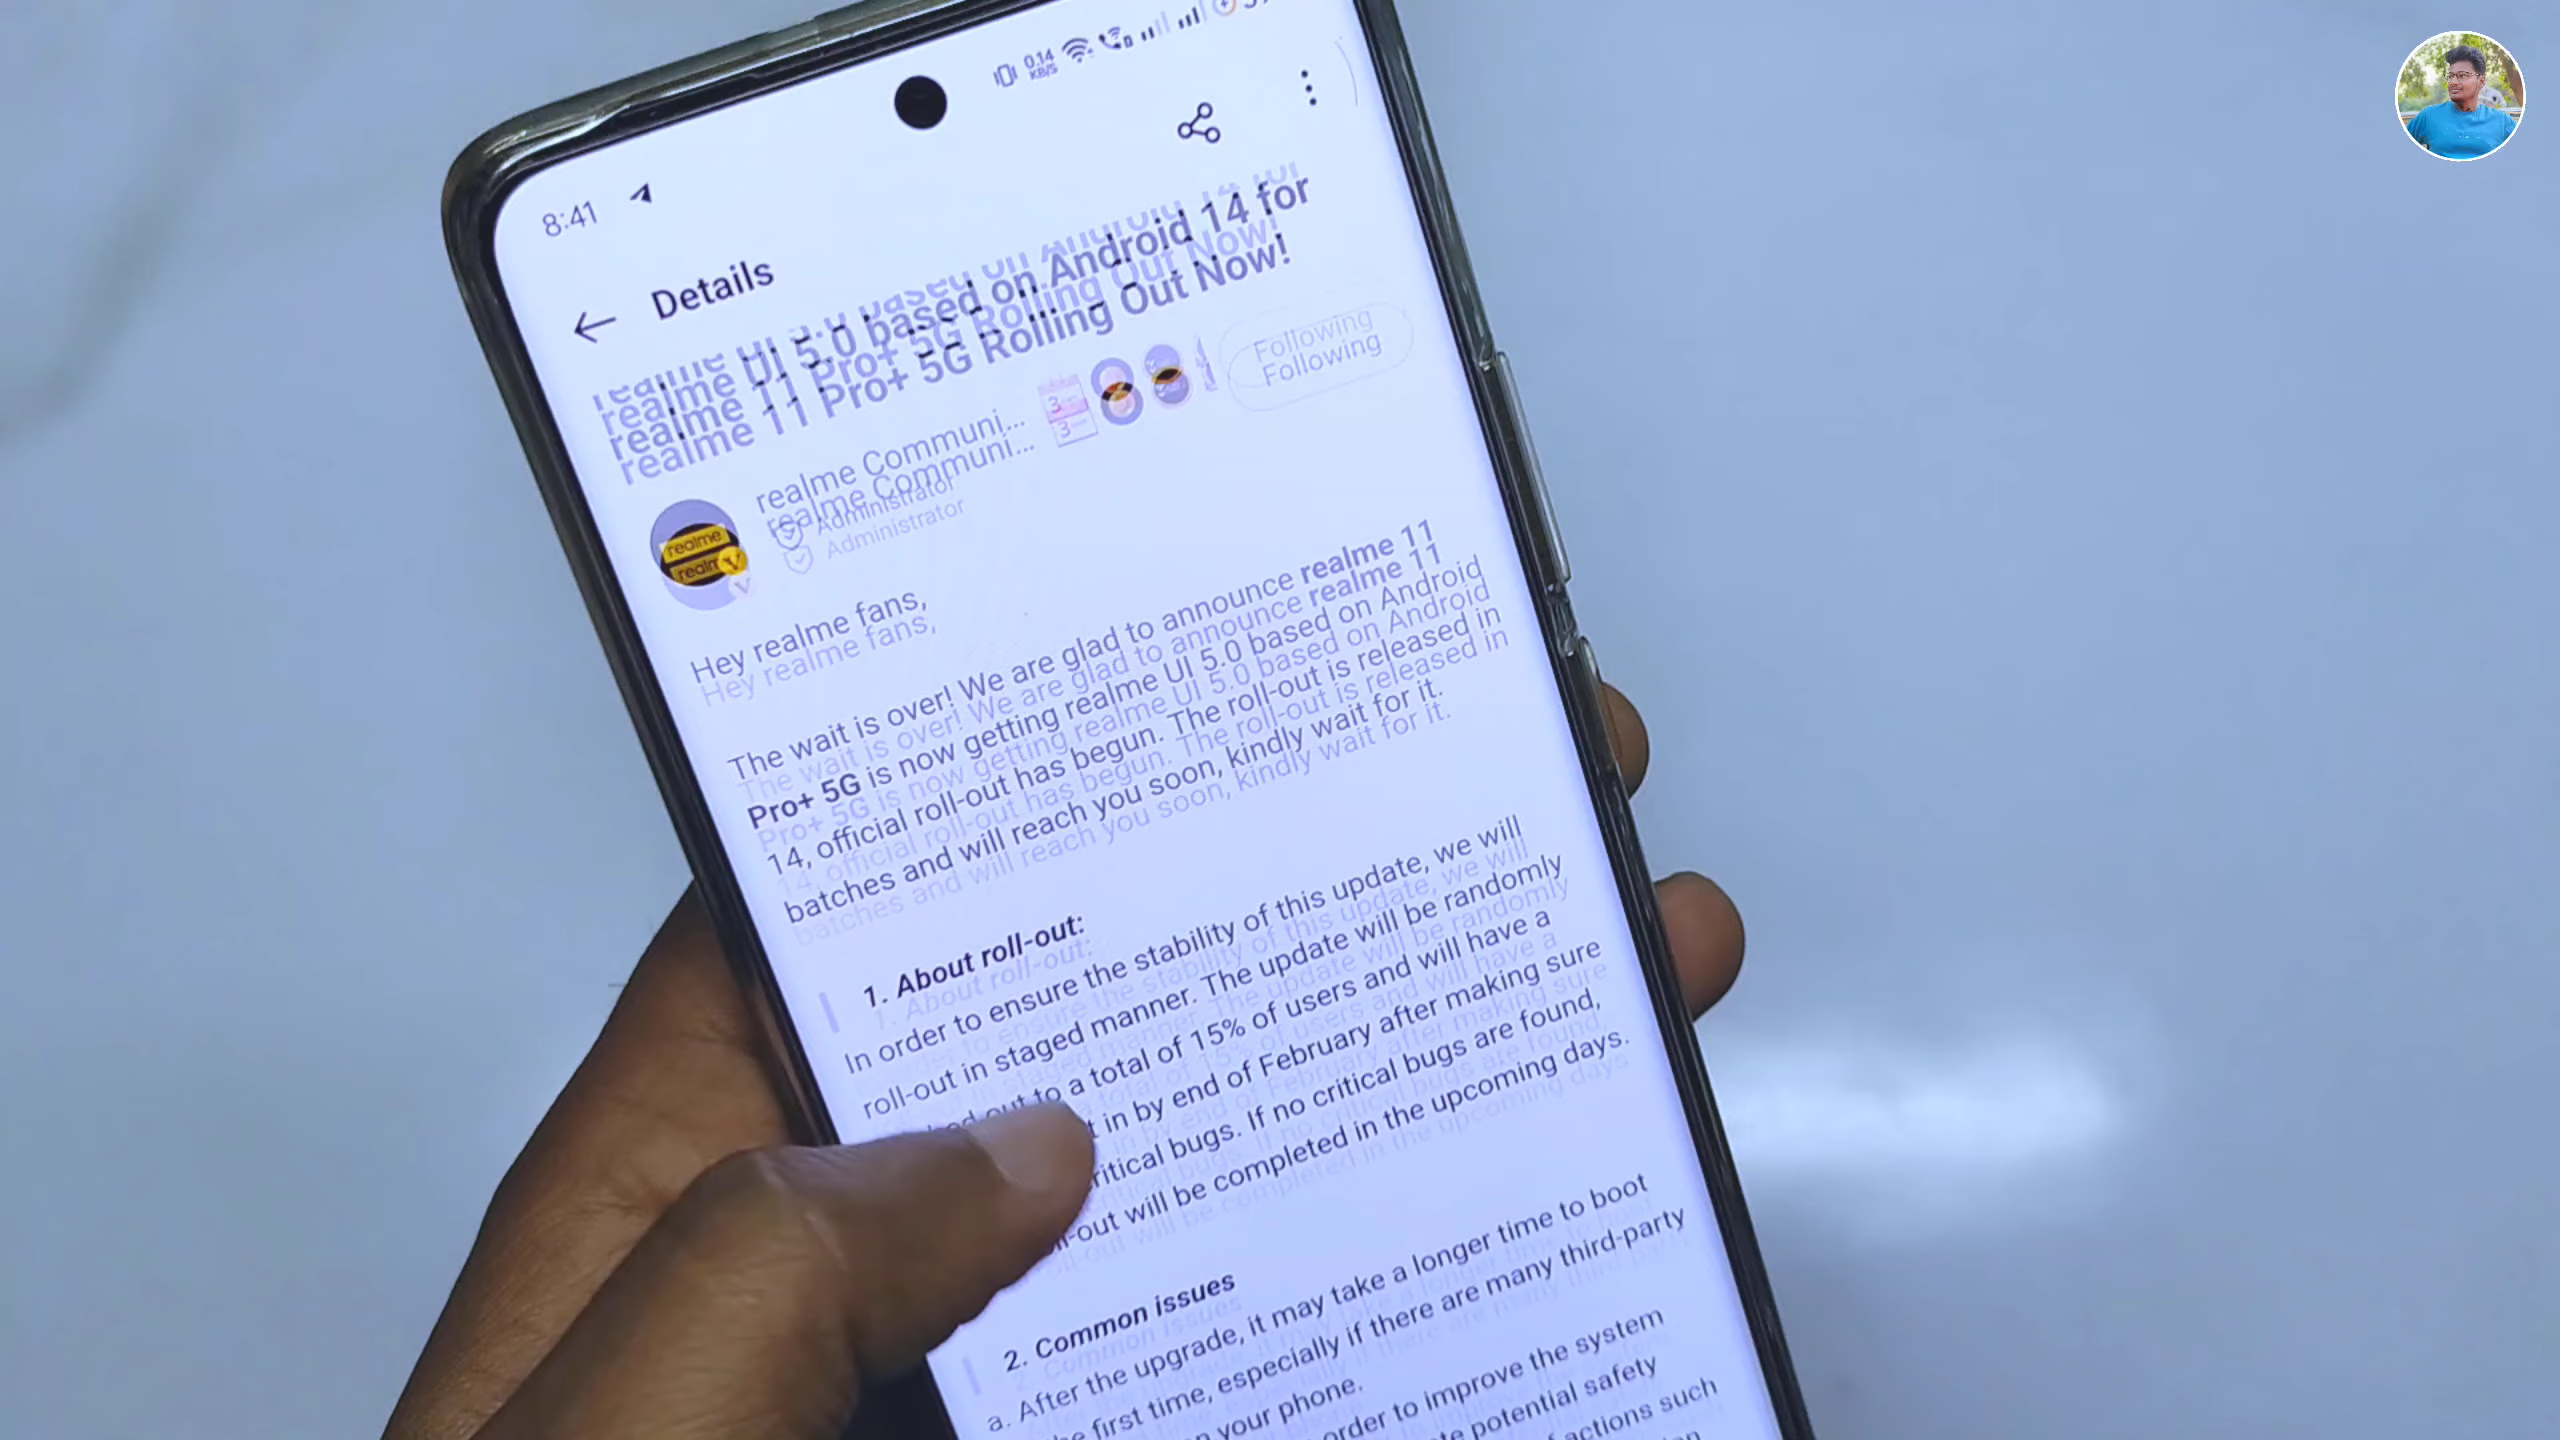 0.14
KB/S
8:41
Details
realme UI 5.0 based on Android 14 for
realme 11 Pro+ 5G Rolling Out Now!
realme Communi...
Administrator
Following
realme
Hey realme fans,
The wait is over! We are glad to announce realme 11
Pro+ 5G is now getting realme UI 5.0 based on Android
14, official roll-out has begun. The roll-out is released in
batches and will reach you soon, kindly wait for it.
1. About roll-out:
In order to ensure the stability of this update, we will
roll-out in staged manner. The update will be randomly
out to a total of 15% of users and will have a
in by end of February after making sure
critical bugs. If no critical bugs are found,
roll-out will be completed in the upcoming days.
2. Common issues
a. After the upgrade, it may take a longer time to boot
first time, especially if there are many third-party
your phone.
order to improve the system
potential safety
actions such